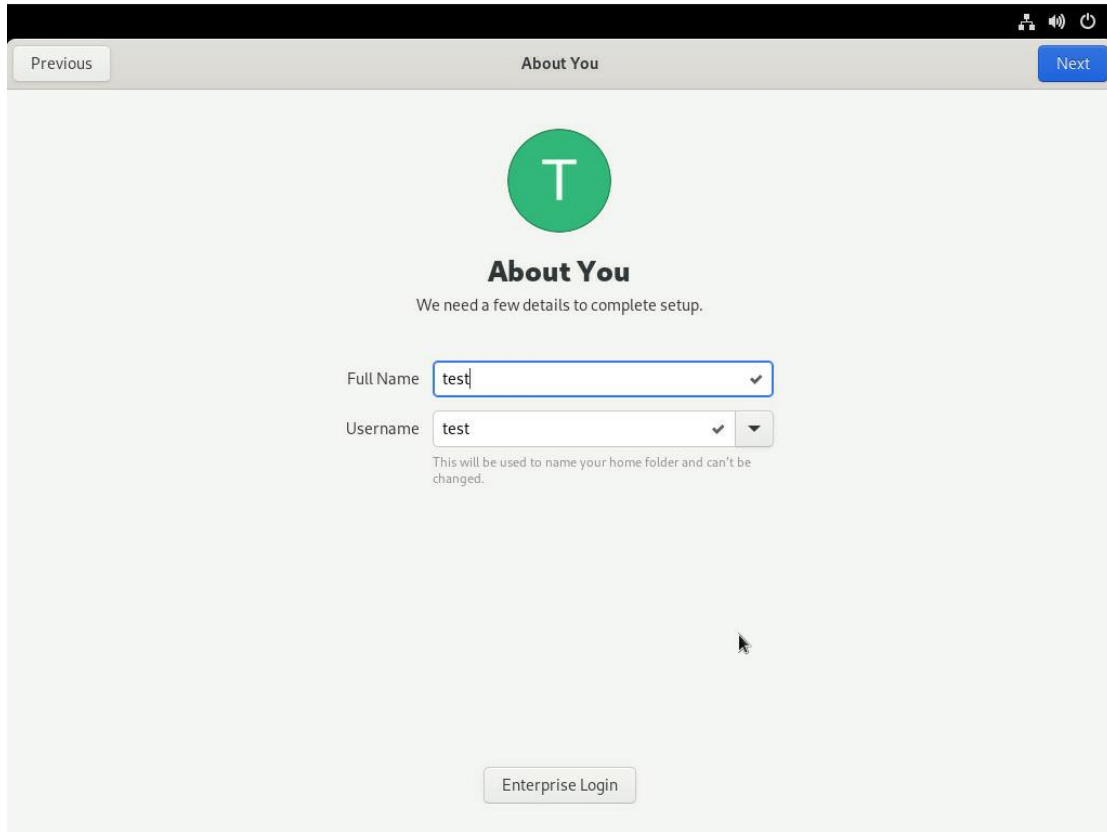 Previous
About You
Next
T
About You
We need a few details to complete setup.
Full Name
test
Username
test
This will be used to name your home folder and can't be
changed.
Enterprise Login